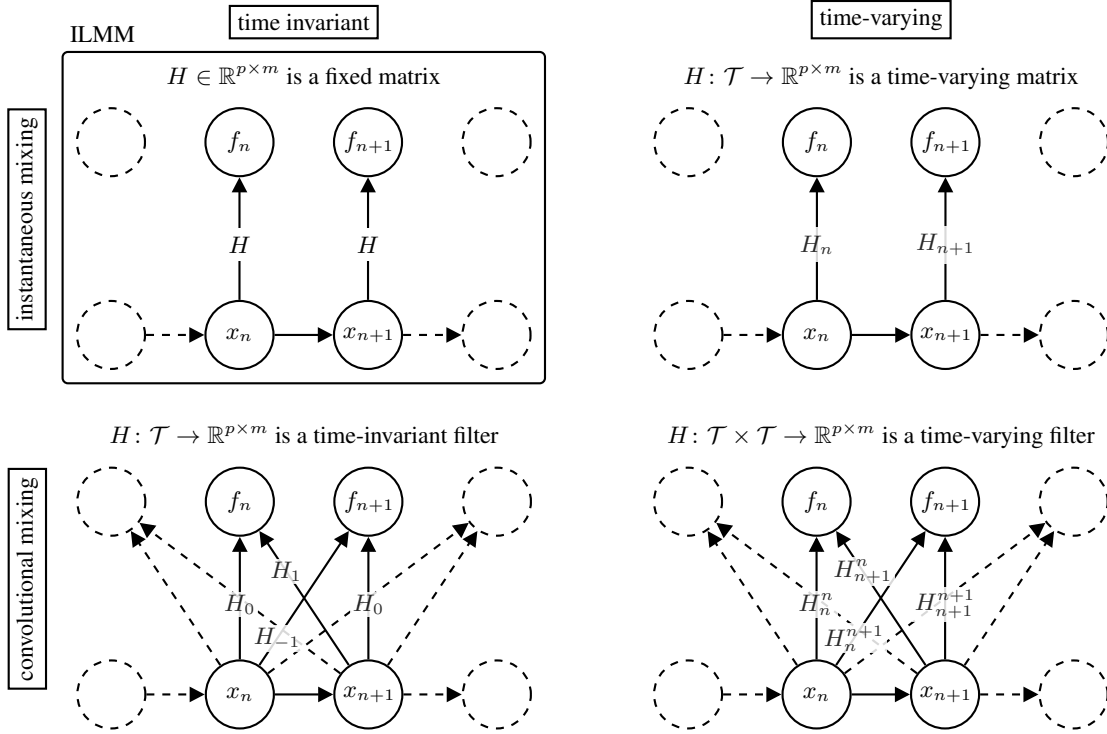 time invariant
time-varying
ILMM
instantaneous mixing
H ∈ ℝ^{p×m} is a fixed matrix
f_n
f_{n+1}
H
H
x_n
x_{n+1}
H: 𝒯 → ℝ^{p×m} is a time-varying matrix
f_n
f_{n+1}
H_n
H_{n+1}
x_n
x_{n+1}
convolutional mixing
H: 𝒯 → ℝ^{p×m} is a time-invariant filter
f_n
f_{n+1}
H_1
H_0
H_0
H_{-1}
x_n
x_{n+1}
H: 𝒯 × 𝒯 → ℝ^{p×m} is a time-varying filter
f_n
f_{n+1}
H^n_{n+1}
H^n_n
H^{n+1}_{n+1}
H^{n+1}_n
x_n
x_{n+1}